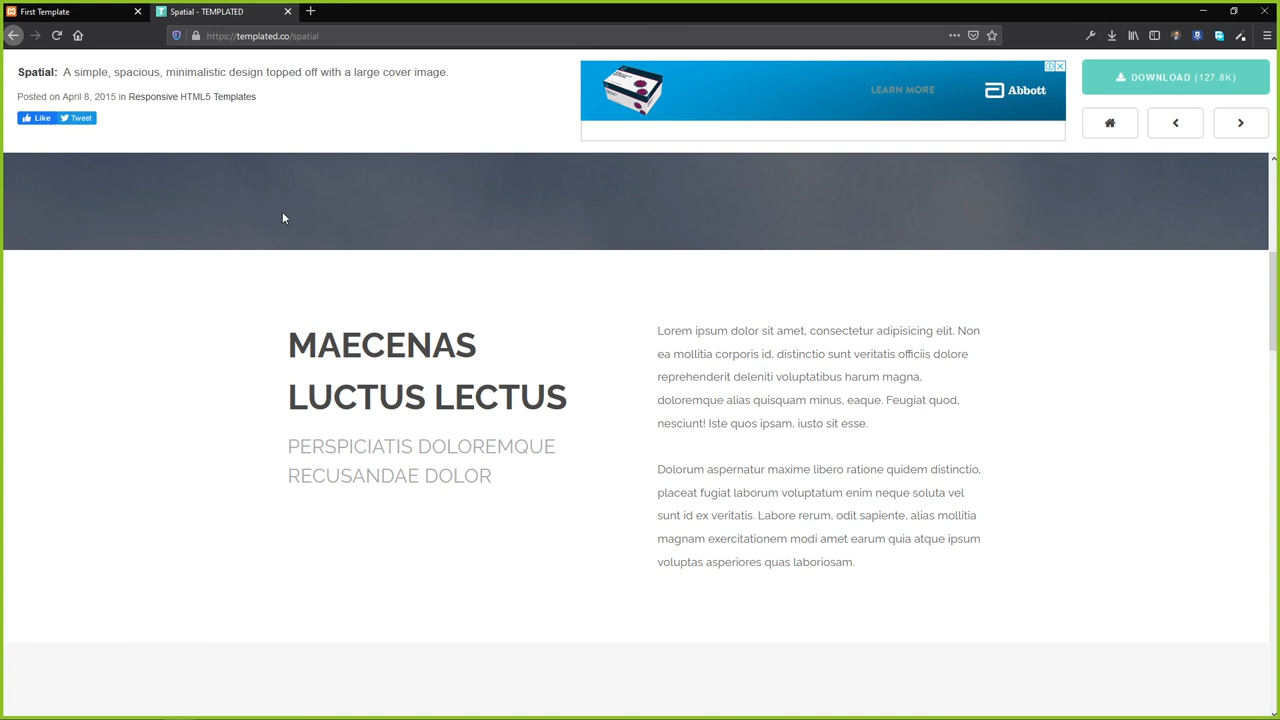 First Template
Spatial - TEMPLATED
https://templated.co/spatial
Spatial: A simple, spacious, minimalistic design topped off with a large cover image.
Posted on April 8, 2015 in Responsive HTML5 Templates
Like
Tweet
LEARN MORE
Abbott
DOWNLOAD (127.8K)
MAECENAS
LUCTUS LECTUS
PERSPICIATIS DOLOREMQUE
RECUSANDAE DOLOR
Lorem ipsum dolor sit amet, consectetur adipisicing elit. Non
ea mollitia corporis id, distinctio sunt veritatis officiis dolore
reprehenderit deleniti voluptatibus harum magna,
doloremque alias quisquam minus, eaque. Feugiat quod,
nesciunt! Iste quos ipsam, iusto sit esse.
Dolorum aspernatur maxime libero ratione quidem distinctio,
placeat fugiat laborum voluptatum enim neque soluta vel
sunt id ex veritatis. Labore rerum, odit sapiente, alias mollitia
magnam exercitationem modi amet earum quia atque ipsum
voluptas asperiores quas laboriosam.